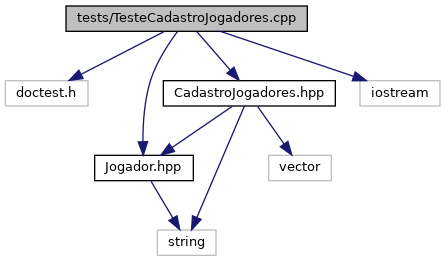 tests/TesteCadastroJogadores.cpp
doctest.h
CadastroJogadores.hpp
iostream
Jogador.hpp
vector
string